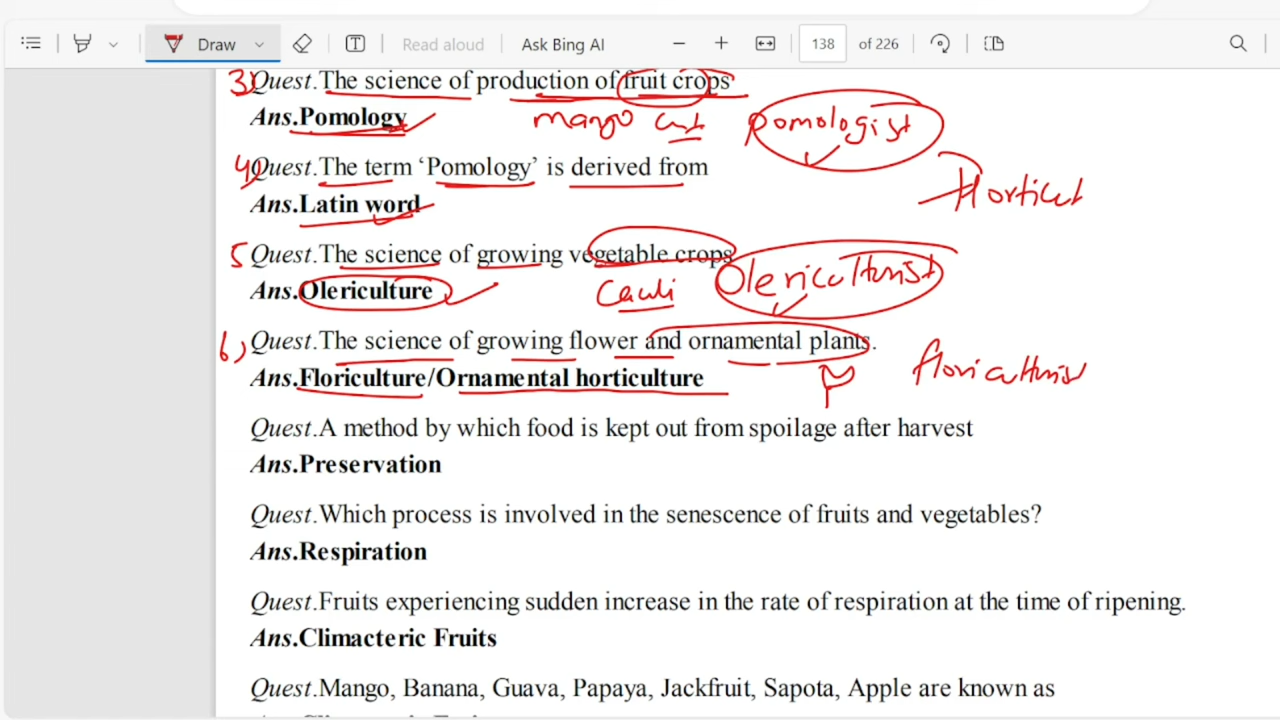 Draw
Read aloud
Ask Bing AI
138 of 226
3) Quest.The science of production of fruit crops
Ans.Pomology
mango
pomologist
4) Quest.The term ‘Pomology’ is derived from
Ans.Latin word
Horticul
5 Quest.The science of growing vegetable crops
Ans.Olericulture
Cauli
Olericulturist
6) Quest.The science of growing flower and ornamental plants.
Ans.Floriculture/Ornamental horticulture
floriculturist
Quest.A method by which food is kept out from spoilage after harvest
Ans.Preservation
Quest.Which process is involved in the senescence of fruits and vegetables?
Ans.Respiration
Quest.Fruits experiencing sudden increase in the rate of respiration at the time of ripening.
Ans.Climacteric Fruits
Quest.Mango, Banana, Guava, Papaya, Jackfruit, Sapota, Apple are known as